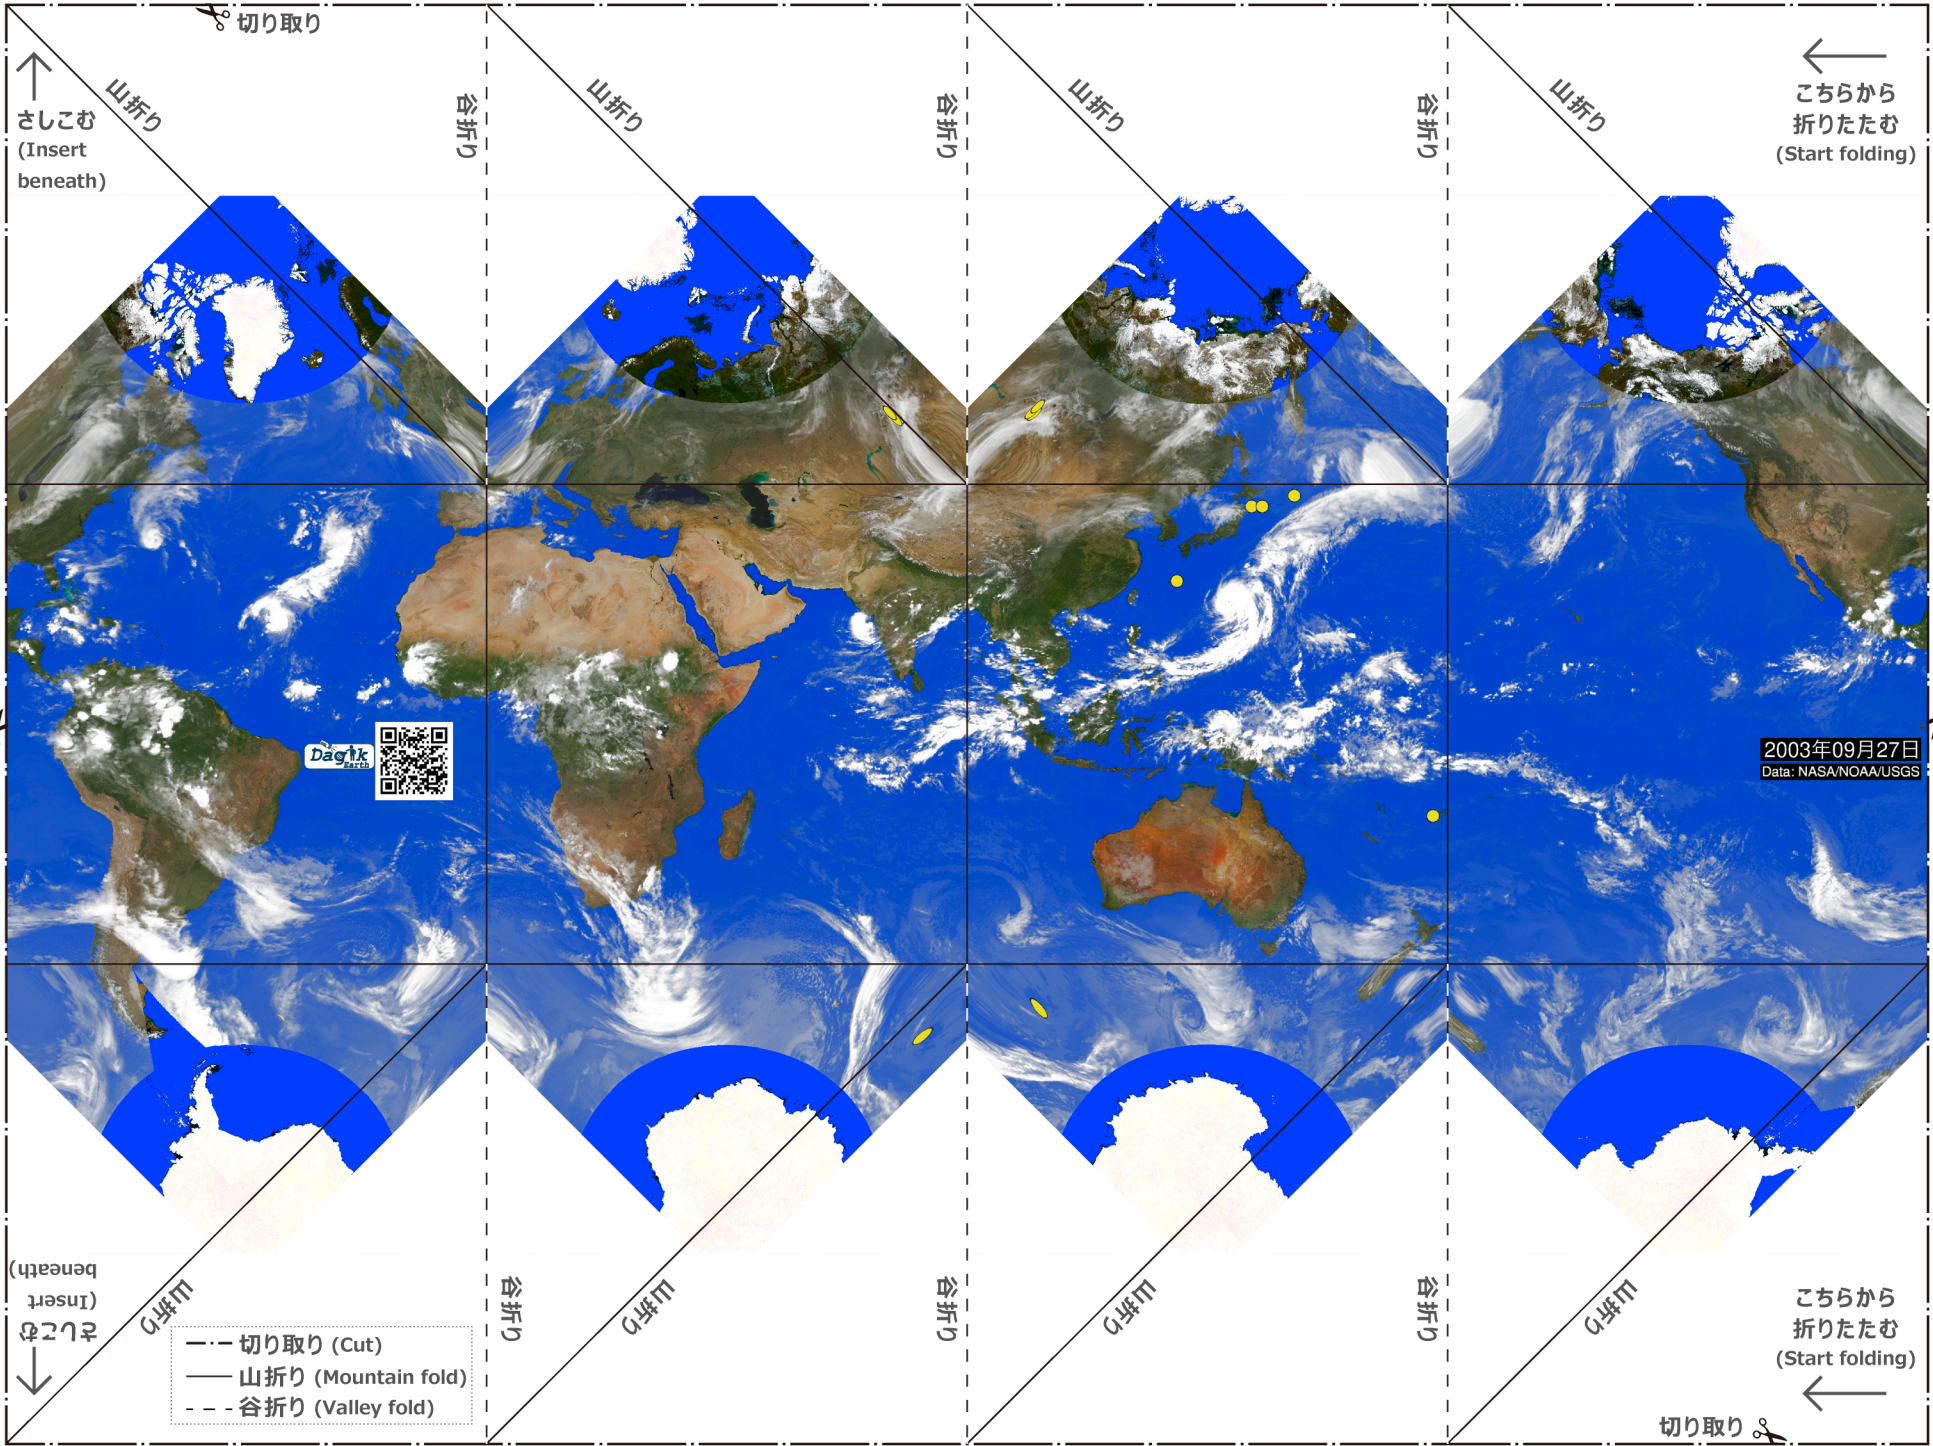 切り取り
山折り
谷折り
山折り
谷折り
山折り
谷折り
山折り
さしこむ
(Insert
beneath)
こちらから
折りたたむ
(Start folding)
Dagik
Earth
2003年09月27日
Data: NASA/NOAA/USGS
さしこむ
(Insert
beneath)
山折り
谷折り
山折り
谷折り
山折り
谷折り
山折り
こちらから
折りたたむ
(Start folding)
切り取り (Cut)
山折り (Mountain fold)
谷折り (Valley fold)
切り取り